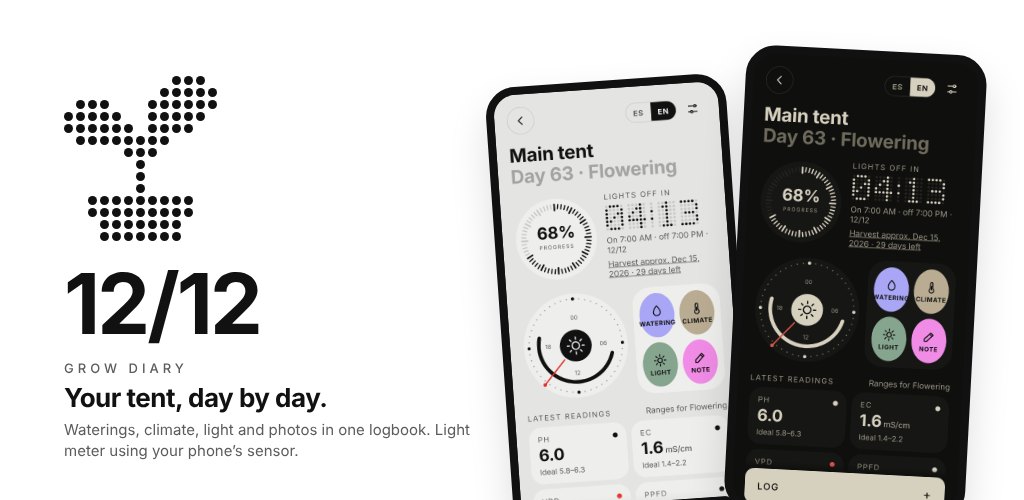 12/12
GROW DIARY
Your tent, day by day.
Waterings, climate, light and photos in one logbook. Light
meter using your phone's sensor.
ES EN
Main tent
Day 63 · Flowering
68%
PROGRESS
LIGHTS OFF IN
04:13
On 7:00 AM · off 7:00 PM ·
12/12
Harvest approx. Dec 15,
2026 · 29 days left
00
18 06
12
WATERING CLIMATE
LIGHT NOTE
LATEST READINGS Ranges for Flowering
PH
6.0
Ideal 5.8–6.3
EC
1.6 mS/cm
Ideal 1.4–2.2
VPD
PPFD
ES EN
Main tent
Day 63 · Flowering
68%
PROGRESS
LIGHTS OFF IN
04:13
On 7:00 AM · off 7:00 PM ·
12/12
Harvest approx. Dec 15,
2026 · 29 days left
00
18 06
12
WATERING CLIMATE
LIGHT NOTE
LATEST READINGS Ranges for Flowering
PH
6.0
Ideal 5.8–6.3
EC
1.6 mS/cm
Ideal 1.4–2.2
VPD
PPFD
LOG +